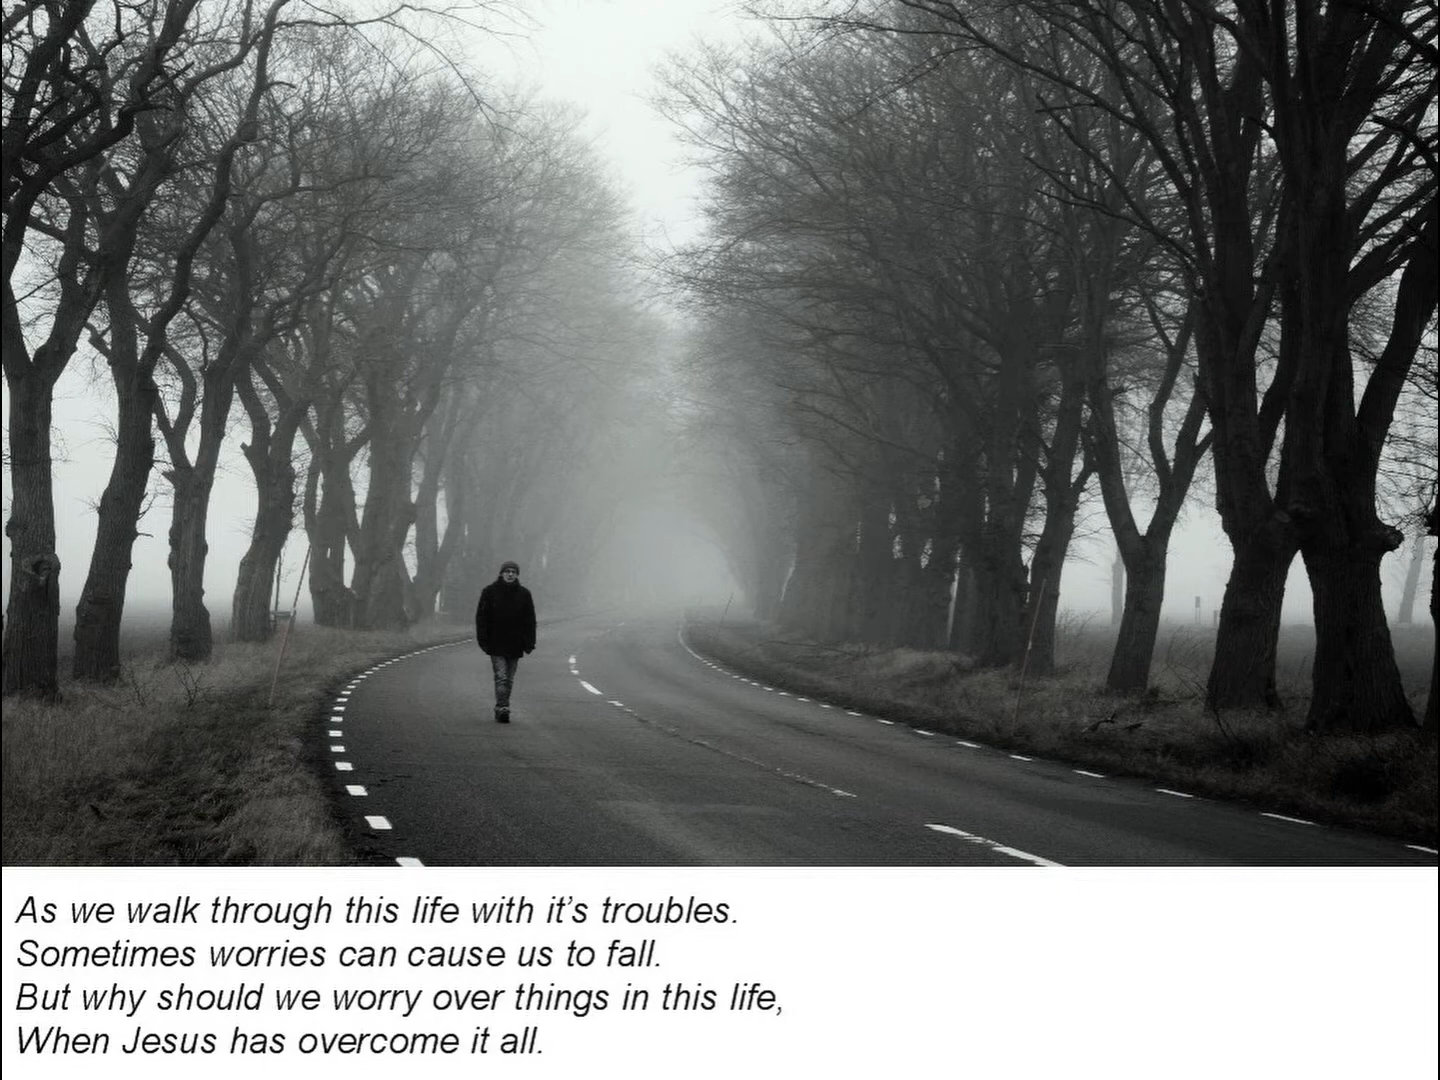 As we walk through this life with it’s troubles.
Sometimes worries can cause us to fall.
But why should we worry over things in this life,
When Jesus has overcome it all.